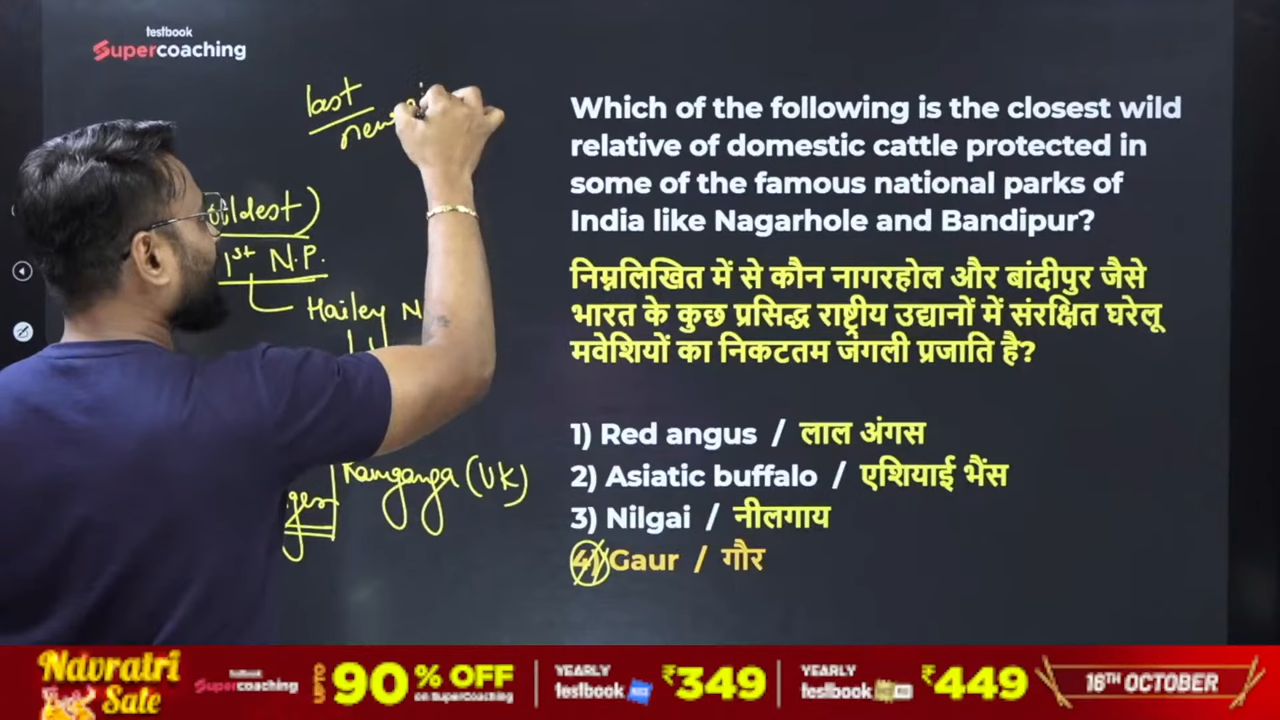 testbook
Supercoaching
last
oldest)
1st N.P.
Hailey N
Ramganga (UK)
Which of the following is the closest wild
relative of domestic cattle protected in
some of the famous national parks of
India like Nagarhole and Bandipur?
निम्नलिखित में से कौन नागरहोल और बांदीपुर जैसे
भारत के कुछ प्रसिद्ध राष्ट्रीय उद्यानों में संरक्षित घरेलू
मवेशियों का निकटतम जंगली प्रजाति है?
1) Red angus / लाल अंगस
2) Asiatic buffalo / एशियाई भैंस
3) Nilgai / नीलगाय
4) Gaur / गौर
Navratri
Sale
testbook
Supercoaching
UPTO
90% OFF
on SuperCoaching
YEARLY
testbook
₹349
YEARLY
testbook
₹449
16TH OCTOBER